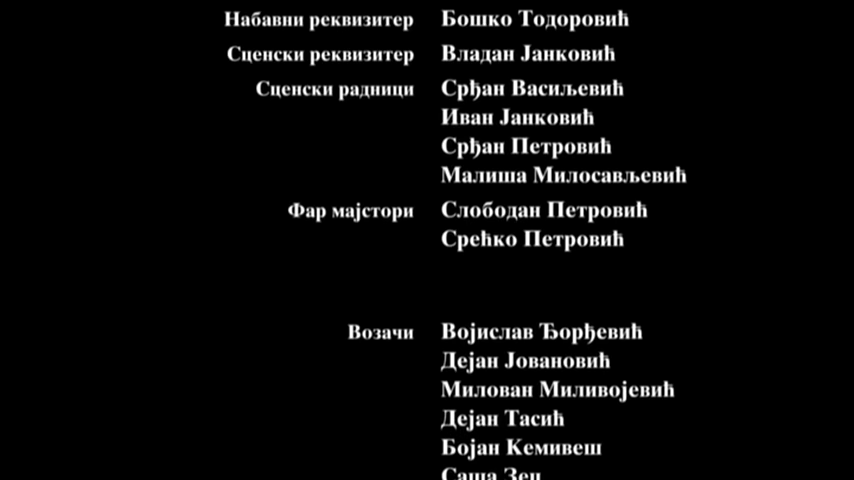 Набавни реквизитер Бошко Тодоровић
Сценски реквизитер Владан Јанковић
Сценски радници Срђан Васиљевић
Иван Јанковић
Срђан Петровић
Малиша Милосављевић
Фар мајстори Слободан Петровић
Срећко Петровић
Возачи Војислав Ђорђевић
Дејан Јовановић
Милован Миливојевић
Дејан Тасић
Бојан Кемивеш
Саша